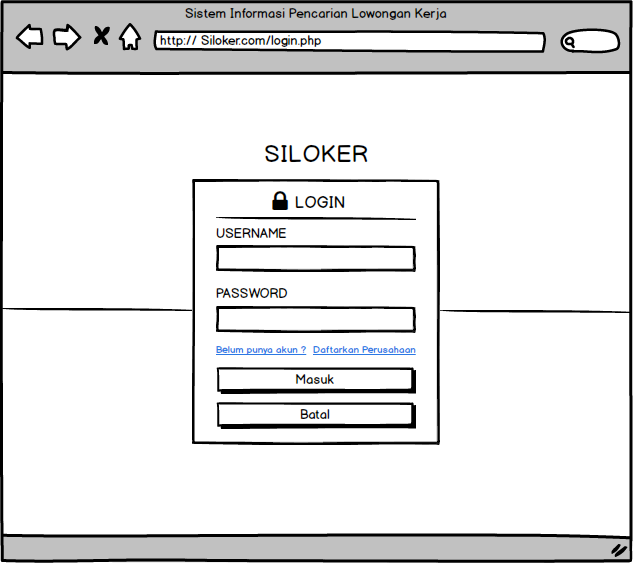 Sistem Informasi Pencarian Lowongan Kerja
http:// Siloker.com/login.php
SILOKER
LOGIN
USERNAME
PASSWORD
Belum punya akun ? Daftarkan Perusahaan
Masuk
Batal